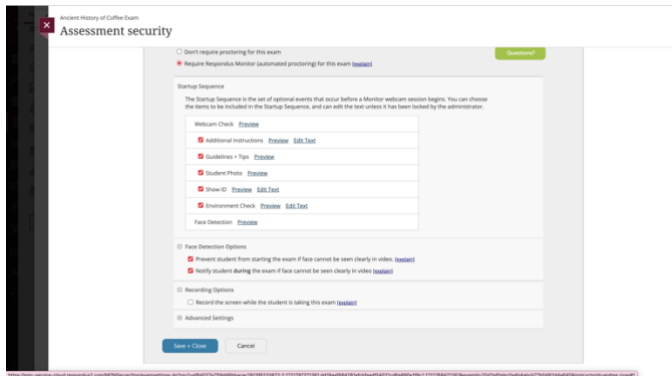 Ancient History of Coffee Exam
Assessment security
Don't require proctoring for this exam
Questions?
Require Respondus Monitor (automated proctoring) for this exam [explain]
Startup Sequence
The Startup Sequence is the set of optional events that occur before a Monitor webcam session begins. You can choose
the items to be included in the Startup Sequence, and can edit the text unless it has been locked by the administrator.
Webcam Check Preview
Additional Instructions Preview Edit Text
Guidelines + Tips Preview
Student Photo Preview
Show ID Preview Edit Text
Environment Check Preview Edit Text
Face Detection Preview
Face Detection Options
Prevent student from starting the exam if face cannot be seen clearly in video. [explain]
Notify student during the exam if face cannot be seen clearly in video [explain]
Recording Options
Record the screen while the student is taking this exam [explain]
Advanced Settings
Save + Close Cancel